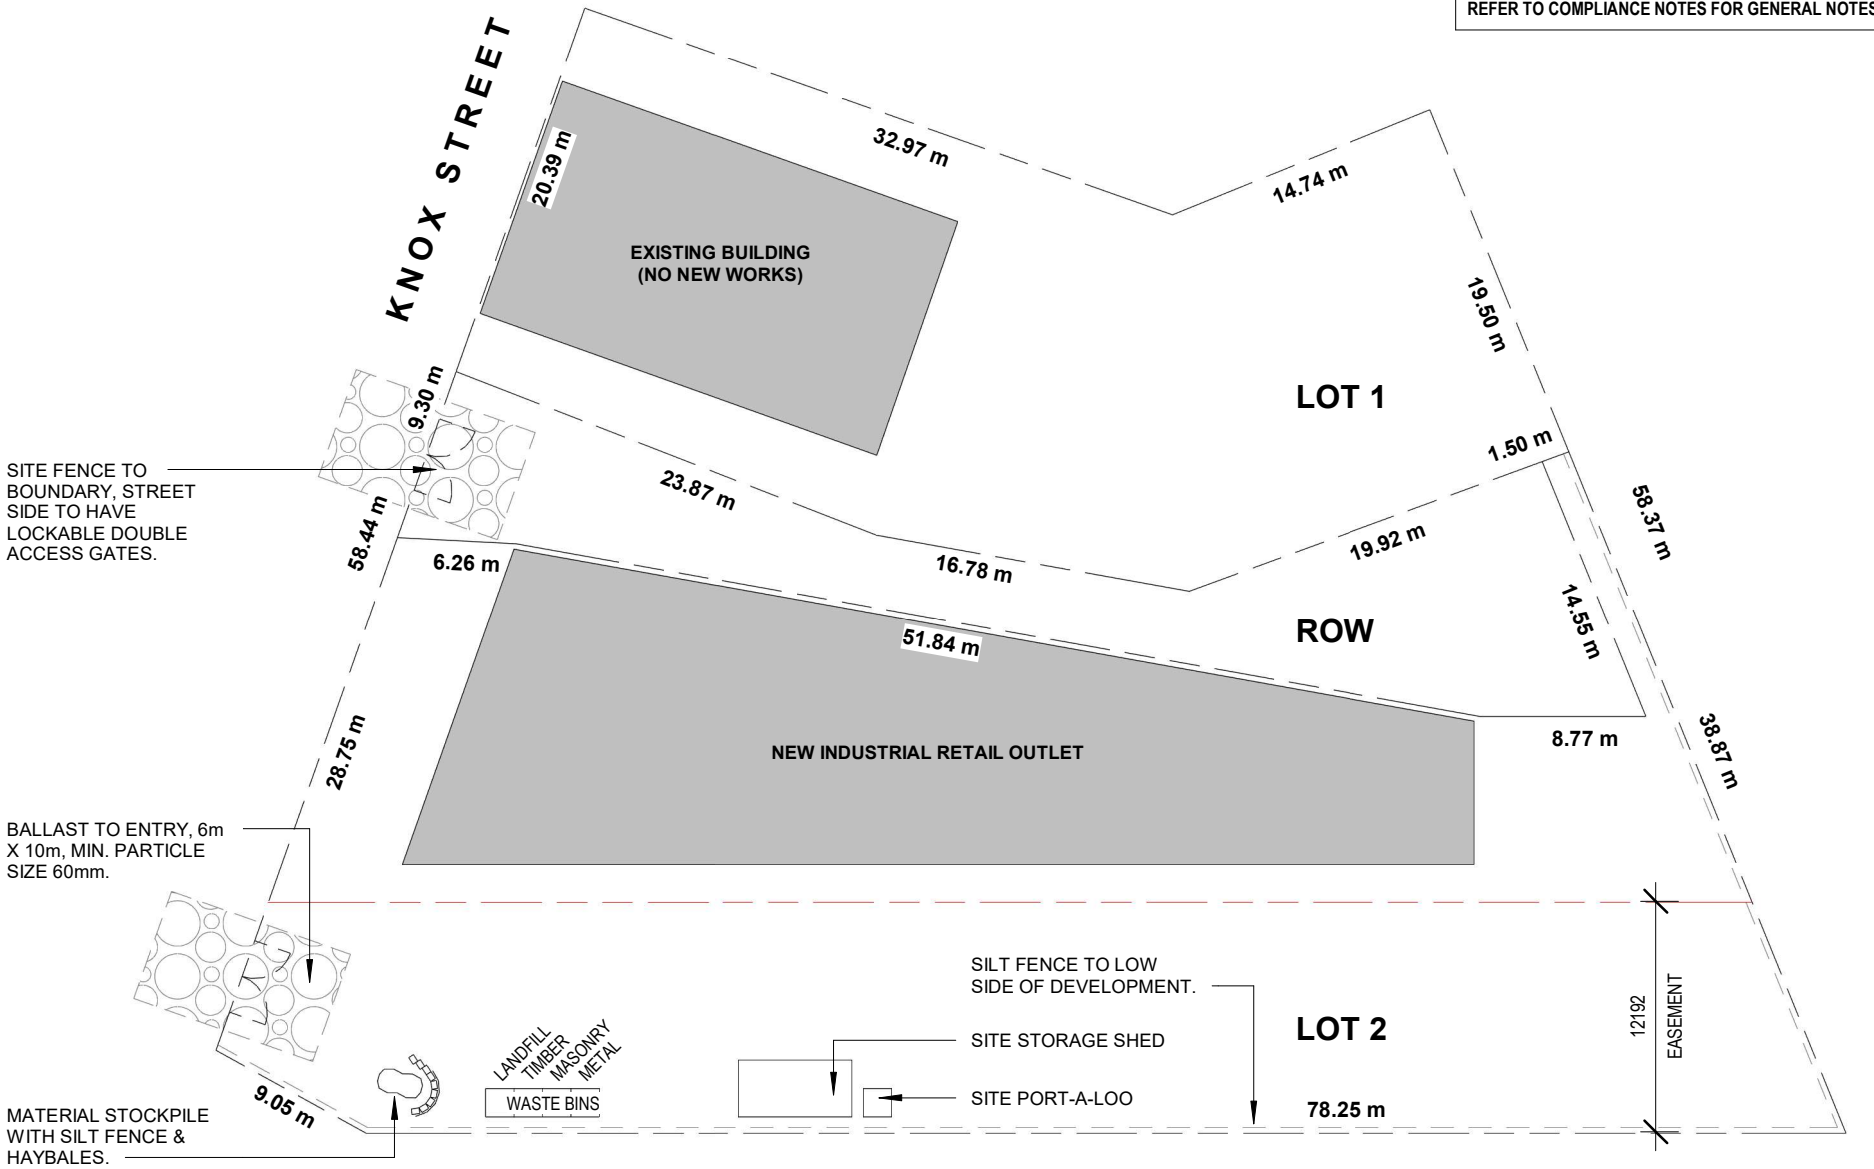 REFER TO COMPLIANCE NOTES FOR GENERAL NOTES
KNOX STREET
32.97 m
14.74 m
20.39 m
EXISTING BUILDING
(NO NEW WORKS)
19.50 m
LOT 1
9.30 m
1.50 m
SITE FENCE TO
BOUNDARY, STREET
SIDE TO HAVE
LOCKABLE DOUBLE
ACCESS GATES.
23.87 m
58.37 m
58.44 m
19.92 m
6.26 m
16.78 m
14.55 m
ROW
51.84 m
28.75 m
NEW INDUSTRIAL RETAIL OUTLET
8.77 m
38.87 m
BALLAST TO ENTRY, 6m
X 10m, MIN. PARTICLE
SIZE 60mm.
SILT FENCE TO LOW
SIDE OF DEVELOPMENT.
12192
EASEMENT
LOT 2
SITE STORAGE SHED
LANDFILL
TIMBER
MASONRY
METAL
WASTE BINS
SITE PORT-A-LOO
9.05 m
78.25 m
MATERIAL STOCKPILE
WITH SILT FENCE &
HAYBALES.